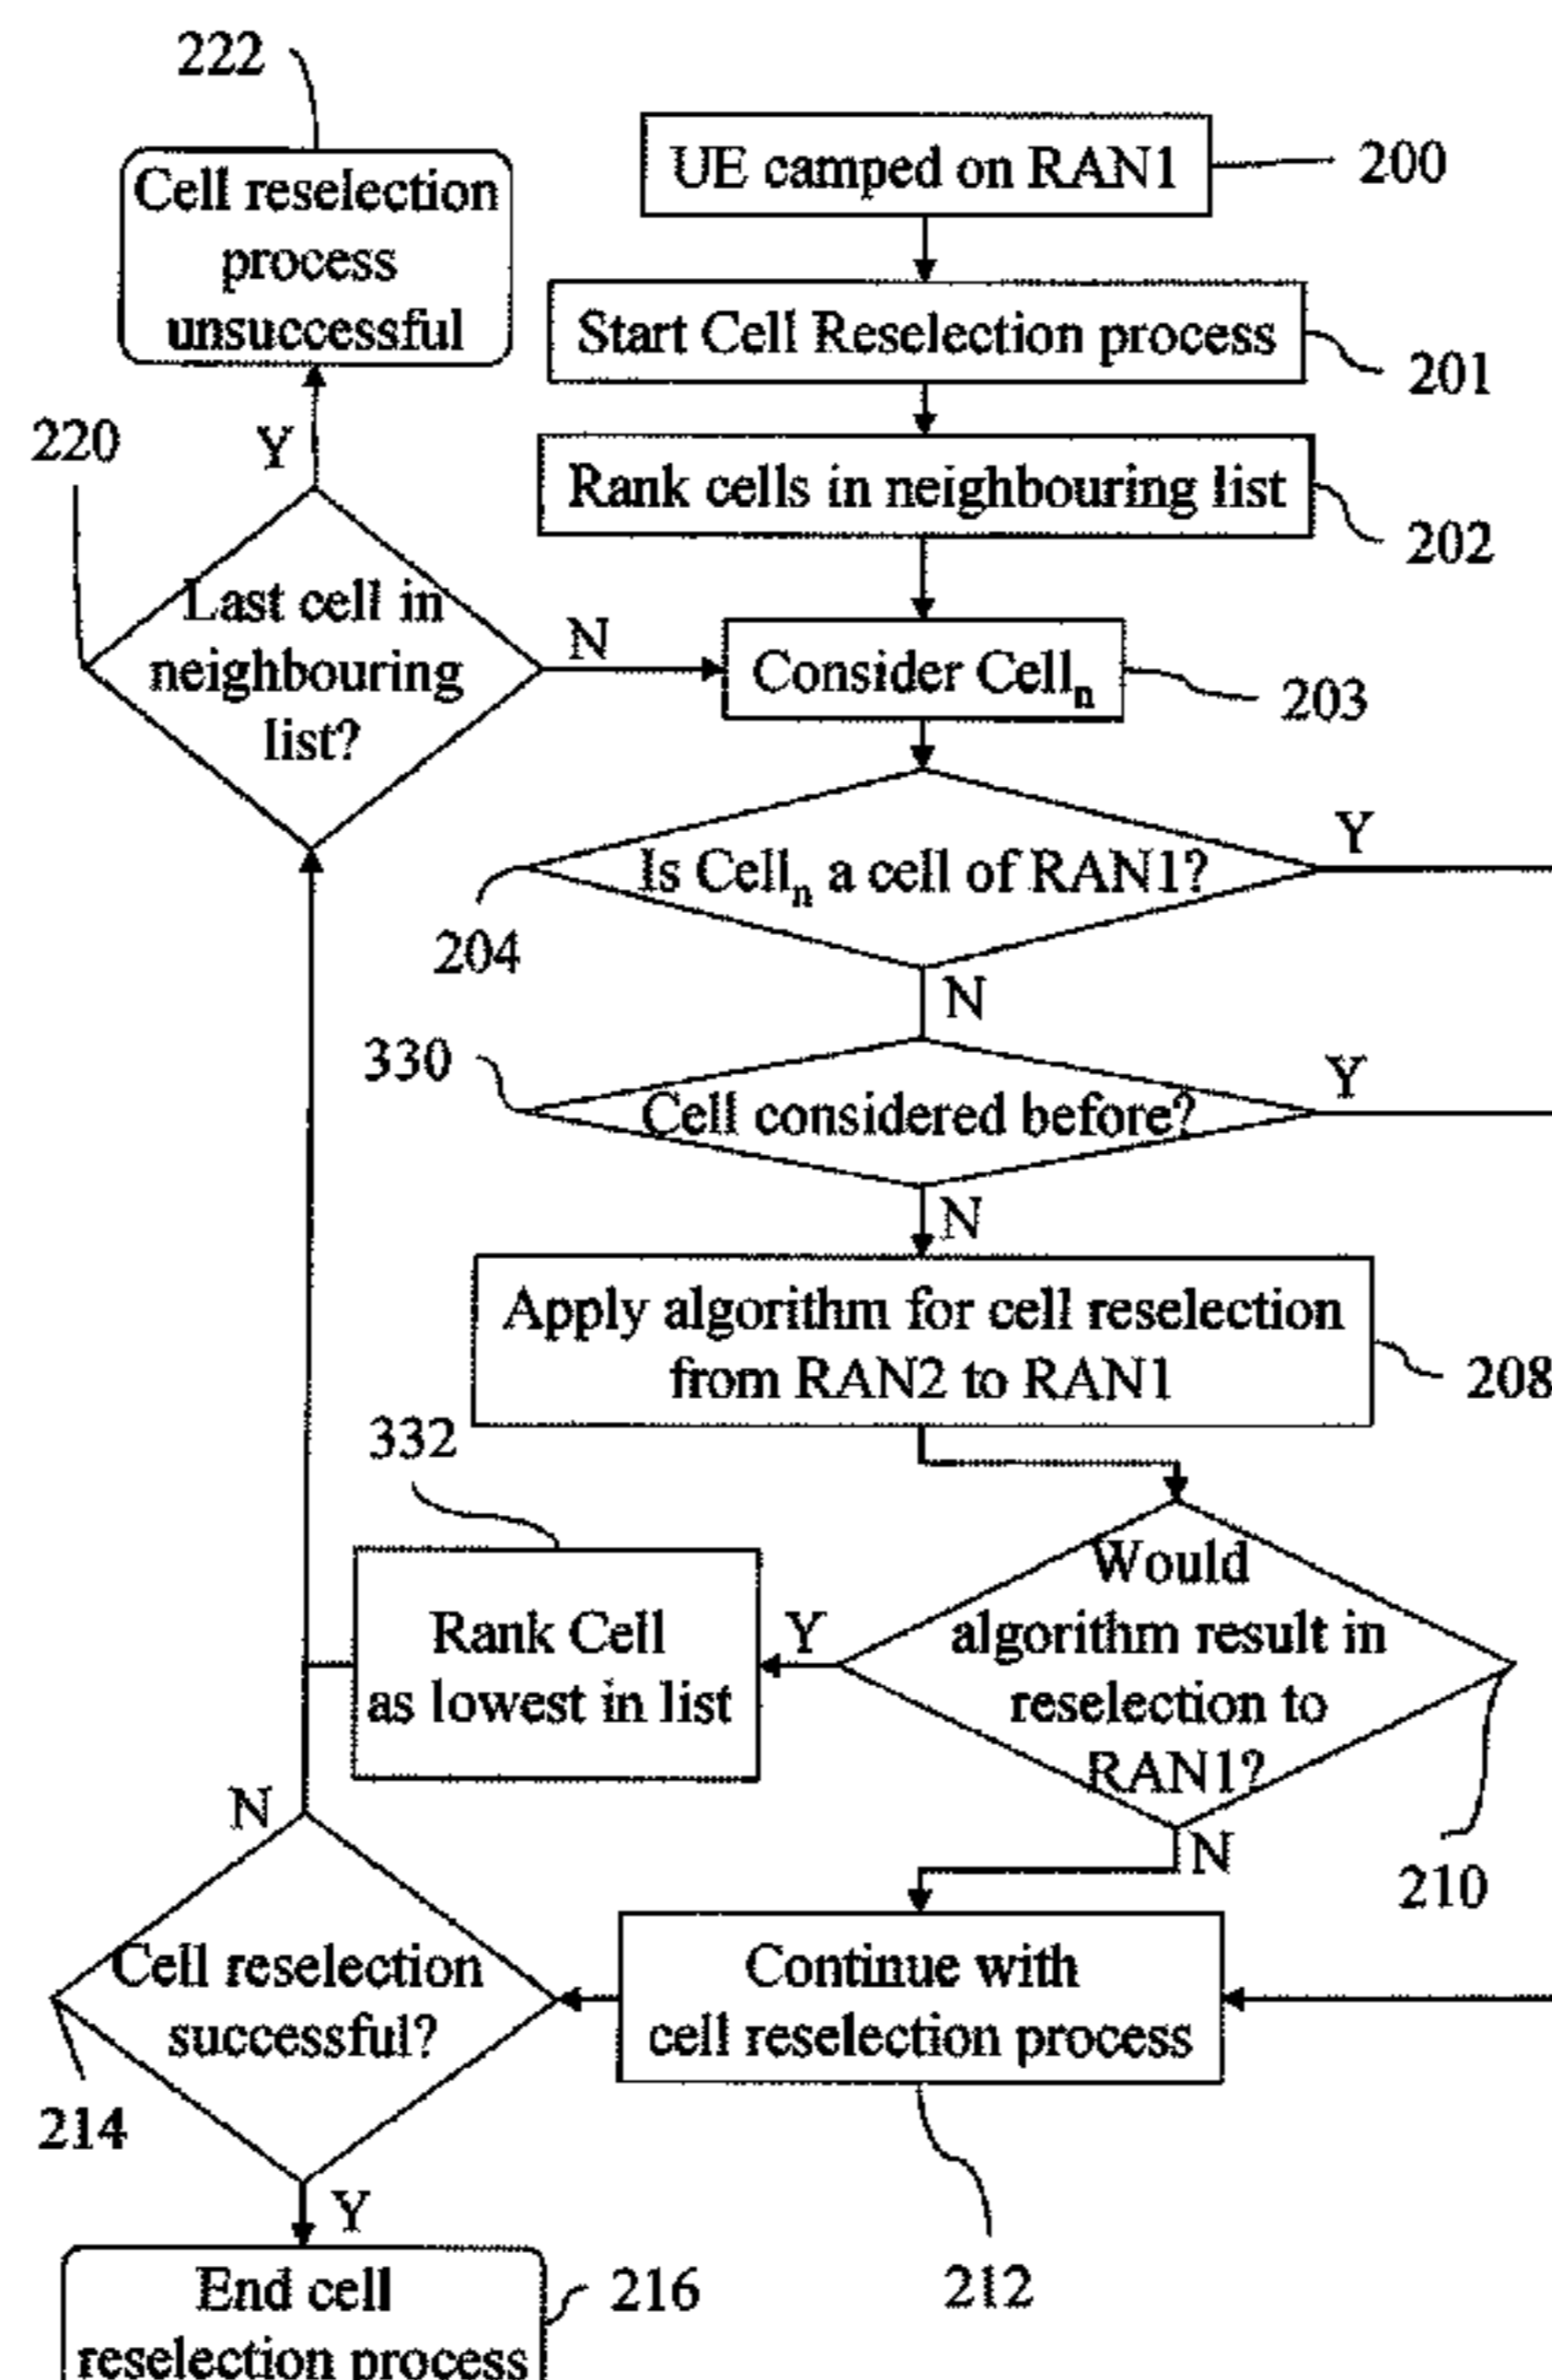 222
Cell reselection
process
unsuccessful
UE camped on RAN1
200
Start Cell Reselection process
201
Rank cells in neighbouring list
202
220
Y
Last cell in
neighbouring
list?
N
Consider Celln
203
Is Celln a cell of RAN1?
Y
204
N
330
Cell considered before?
Y
N
Apply algorithm for cell reselection
from RAN2 to RAN1
208
332
Rank Cell
as lowest in list
Y
Would
algorithm result in
reselection to
RAN1?
N
210
N
Cell reselection
successful?
214
Continue with
cell reselection process
212
Y
End cell
reselection process
216